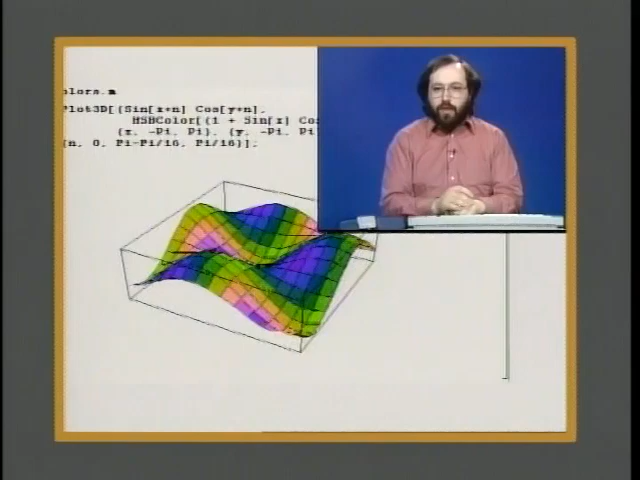 olors.m
Plot3D[{Sin[x+n] Cos[y+n],
HSBColor[(1 + Sin[x] Co
{x, -Pi, Pi}, {y, -Pi, Pi
{n, 0, Pi-Pi/16, Pi/16}];